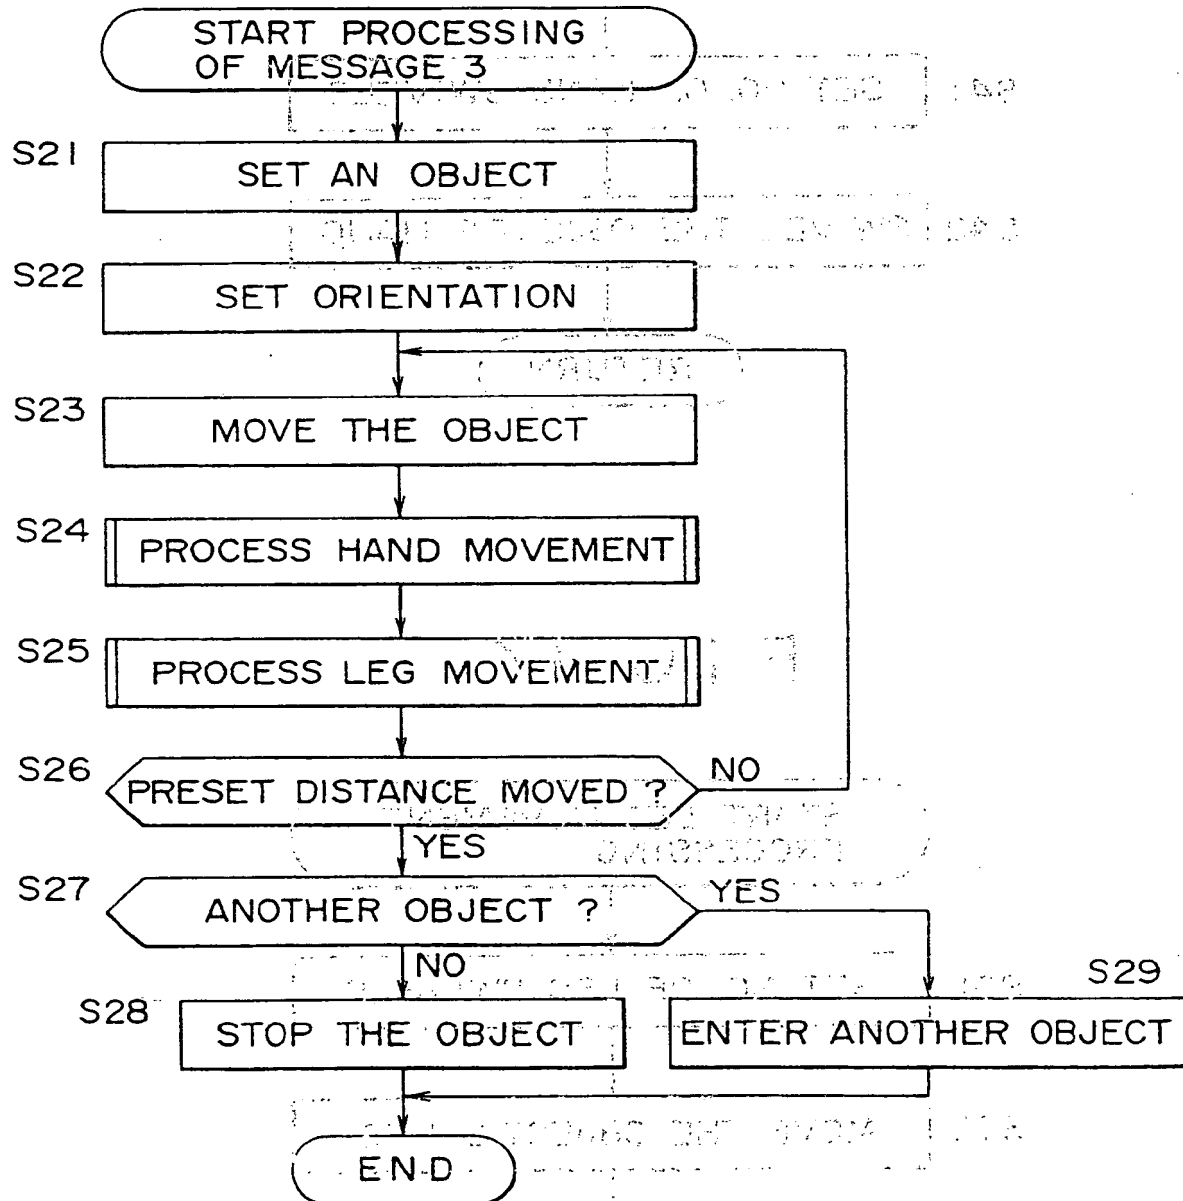 START PROCESSING
OF MESSAGE 3
S21
SET AN OBJECT
S22
SET ORIENTATION
S23
MOVE THE OBJECT
S24
PROCESS HAND MOVEMENT
S25
PROCESS LEG MOVEMENT
S26
PRESET DISTANCE MOVED ?
NO
YES
S27
ANOTHER OBJECT ?
YES
NO
S29
S28
STOP THE OBJECT
ENTER ANOTHER OBJECT
END